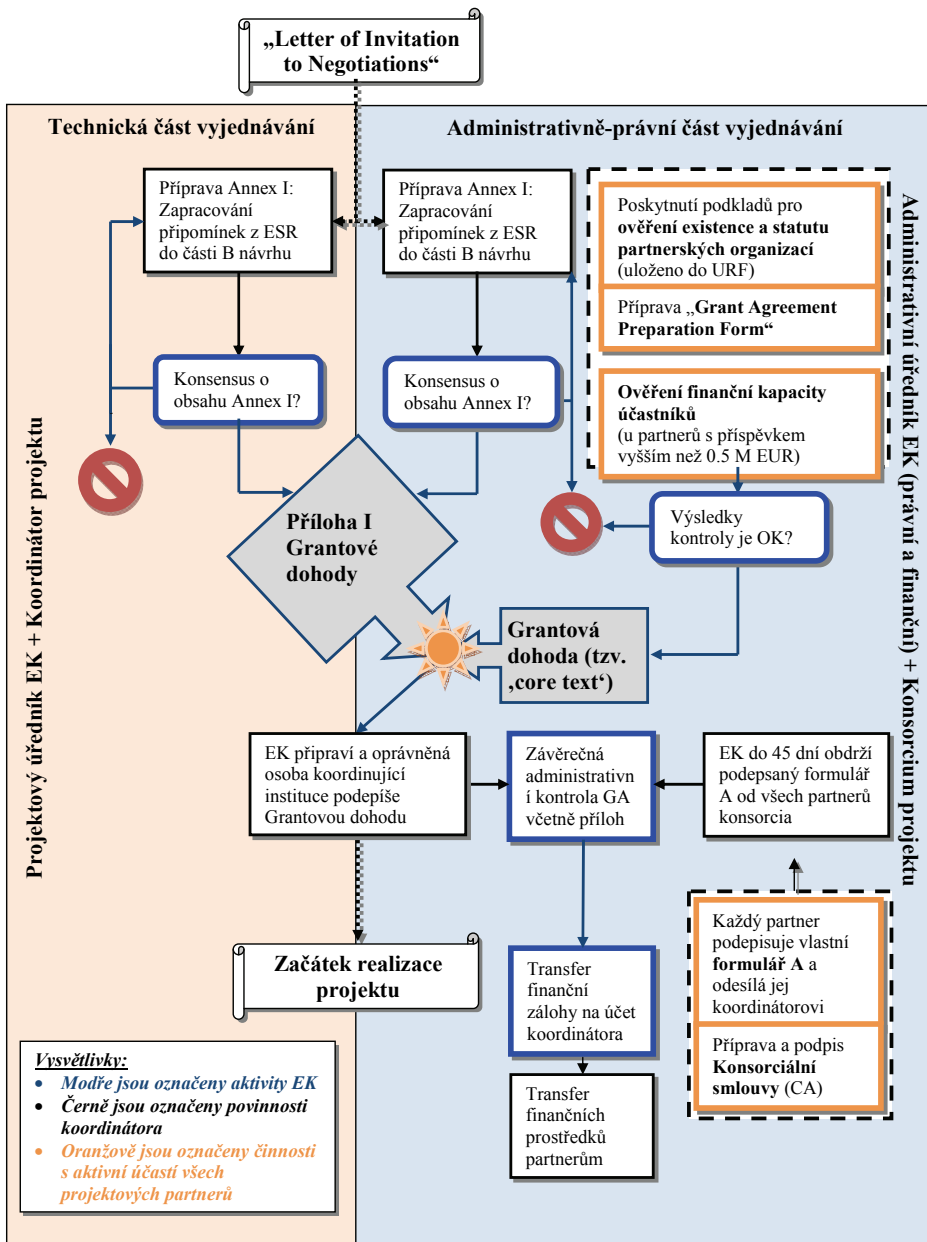 „Letter of Invitation
to Negotiations“
Technická část vyjednávání
Administrativně-právní část vyjednávání
Projektový úředník EK + Koordinátor projektu
Administrativní úředník EK (právní a finanční) + Konsorcium projektu
Příprava Annex I:
Zapracování
připomínek z ESR
do části B návrhu
Příprava Annex I:
Zapracování
připomínek z ESR
do části B návrhu
Poskytnutí podkladů pro
ověření existence a statutu
partnerských organizací
(uloženo do URF)
Příprava „Grant Agreement
Preparation Form“
Konsensus o
obsahu Annex I?
Konsensus o
obsahu Annex I?
Ověření finanční kapacity
účastníků
(u partnerů s příspěvkem
vyšším než 0.5 M EUR)
Výsledky
kontroly je OK?
Příloha I
Grantové
dohody
Grantová
dohoda (tzv.
‚core text‘)
EK připraví a oprávněná
osoba koordinující
instituce podepíše
Grantovou dohodu
Závěrečná
administrativn
í kontrola GA
včetně příloh
EK do 45 dní obdrží
podepsaný formulář
A od všech partnerů
konsorcia
Začátek realizace
projektu
Transfer
finanční
zálohy na účet
koordinátora
Každý partner
podepisuje vlastní
formulář A a
odesílá jej
koordinátorovi
Příprava a podpis
Konsorciální
smlouvy (CA)
Transfer
finančních
prostředků
partnerům
Vysvětlivky:
• Modře jsou označeny aktivity EK
• Černě jsou označeny povinnosti
koordinátora
• Oranžově jsou označeny činnosti
s aktivní účastí všech
projektových partnerů